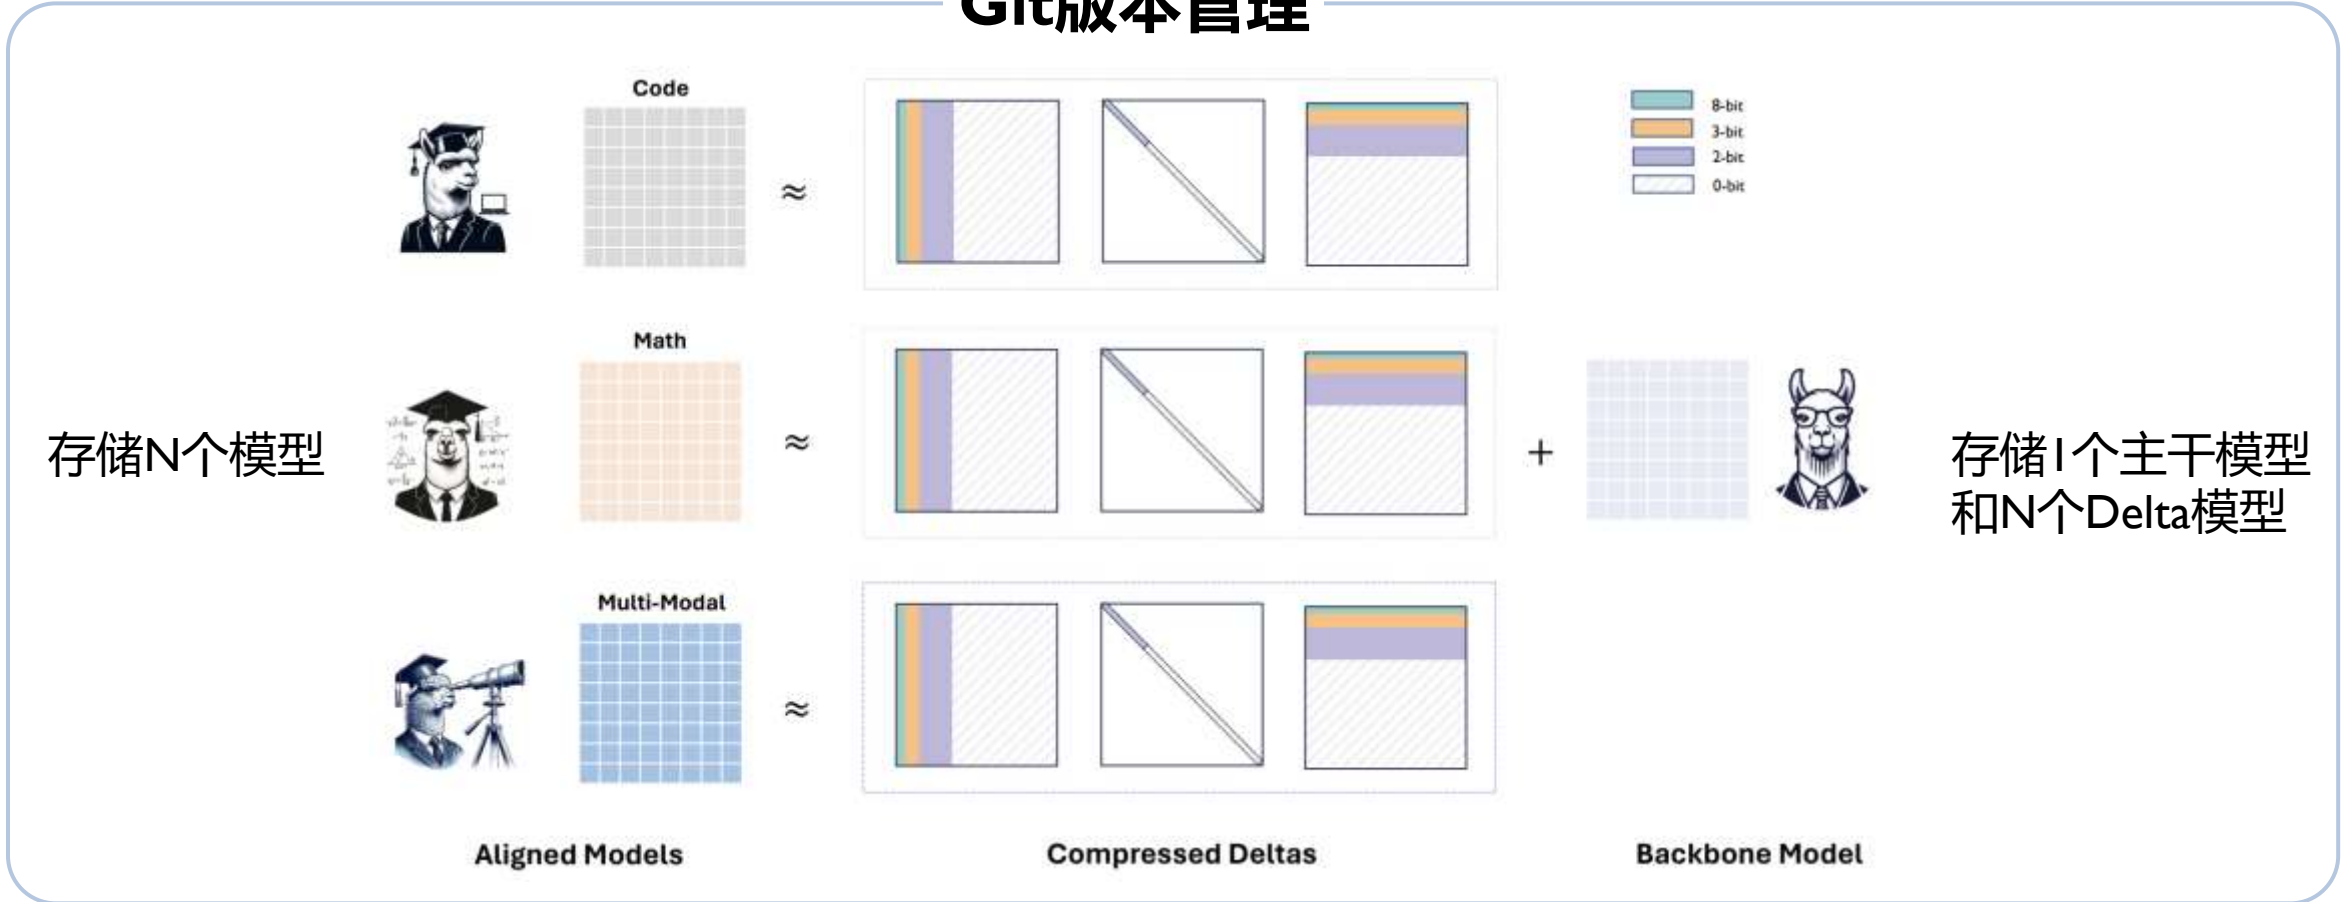 Git版本管理
Code
8-bit
3-bit
2-bit
0-bit
≈
Math
存储N个模型
≈
+
存储1个主干模型
和N个Delta模型
Multi-Modal
≈
Aligned Models
Compressed Deltas
Backbone Model